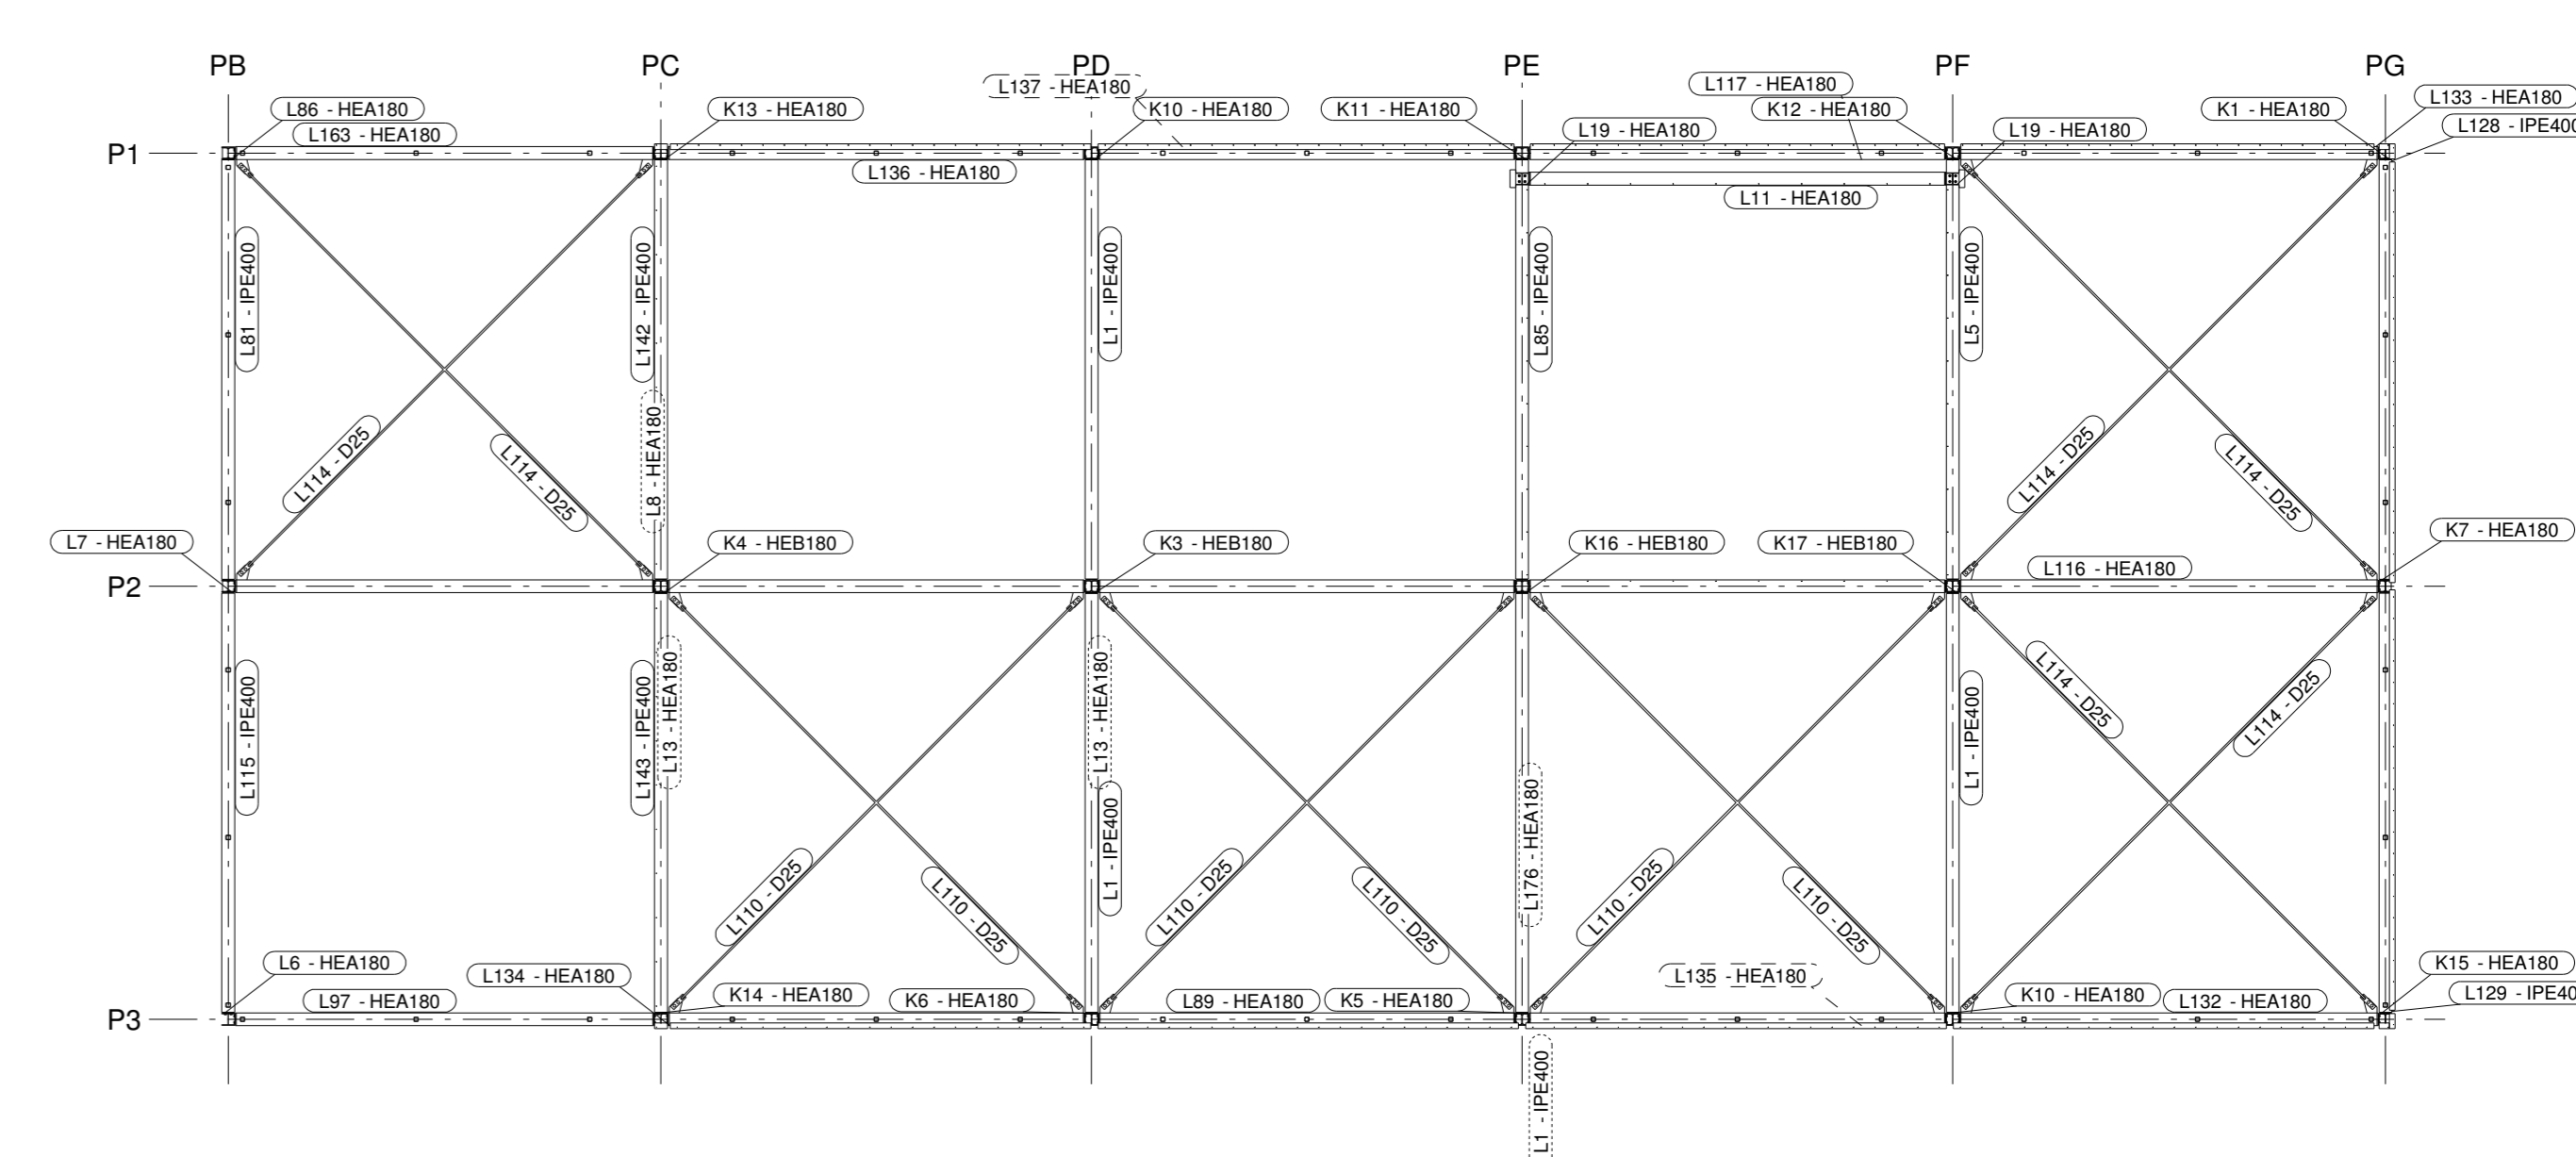 PB
PC
PD
PE
PF
PG
L137 - HEA180
L117 - HEA180
L133 - HEA180
L86 - HEA180
K13 - HEA180
K10 - HEA180
K11 - HEA180
K12 - HEA180
K1 - HEA180
L128 - IPE400
L163 - HEA180
L19 - HEA180
L19 - HEA180
P1
L136 - HEA180
L11 - HEA180
L81 - IPE400
L142 - IPE400
L1 - IPE400
L85 - IPE400
L5 - IPE400
L8 - HEA180
L114 - D25
L114 - D25
L114 - D25
L114 - D25
L7 - HEA180
K4 - HEB180
K3 - HEB180
K16 - HEB180
K17 - HEB180
K7 - HEA180
L116 - HEA180
P2
L115 - IPE400
L143 - IPE400
L13 - HEA180
L13 - HEA180
L1 - IPE400
L176 - HEA180
L1 - IPE400
L114 - D25
L114 - D25
L110 - D25
L110 - D25
L110 - D25
L110 - D25
L110 - D25
L110 - D25
L6 - HEA180
L134 - HEA180
L135 - HEA180
K15 - HEA180
L97 - HEA180
K14 - HEA180
K6 - HEA180
L89 - HEA180
K5 - HEA180
K10 - HEA180
L132 - HEA180
L129 - IPE40
P3
L1 - IPE400